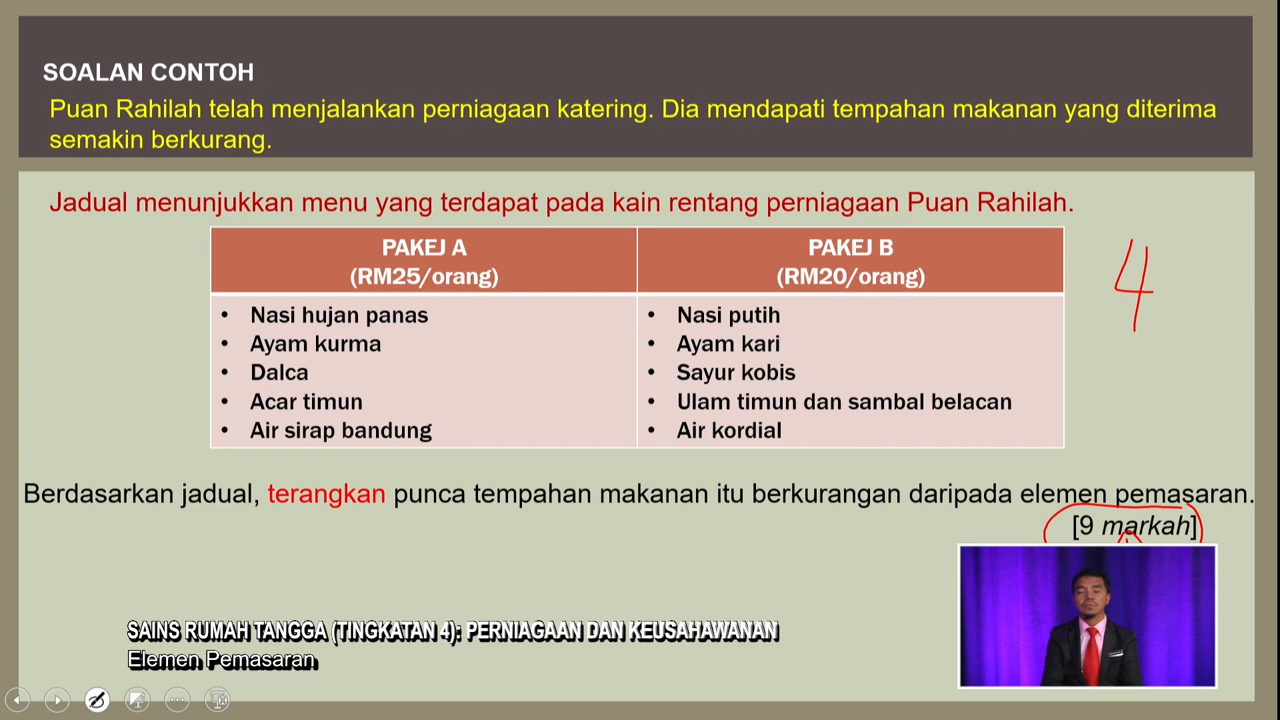 SOALAN CONTOH
Puan Rahilah telah menjalankan perniagaan katering. Dia mendapati tempahan makanan yang diterima
semakin berkurang.
Jadual menunjukkan menu yang terdapat pada kain rentang perniagaan Puan Rahilah.
PAKEJ A
(RM25/orang)
PAKEJ B
(RM20/orang)
• Nasi hujan panas
• Ayam kurma
• Dalca
• Acar timun
• Air sirap bandung
• Nasi putih
• Ayam kari
• Sayur kobis
• Ulam timun dan sambal belacan
• Air kordial
4
Berdasarkan jadual, terangkan punca tempahan makanan itu berkurangan daripada elemen pemasaran.
[9 markah]
SAINS RUMAH TANGGA (TINGKATAN 4): PERNIAGAAN DAN KEUSAHAWANAN
Elemen Pemasaran